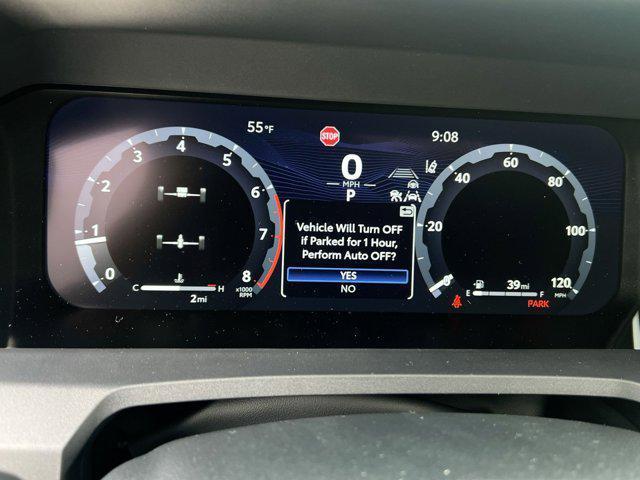 55°F
STOP
9:08
0
MPH
P
0
1
2
3
4
5
6
7
8
x1000
RPM
C H
2mi
Vehicle Will Turn OFF
if Parked for 1 Hour,
Perform Auto OFF?
YES
NO
0
20
40
60
80
100
120
MPH
39mi
E F
PARK